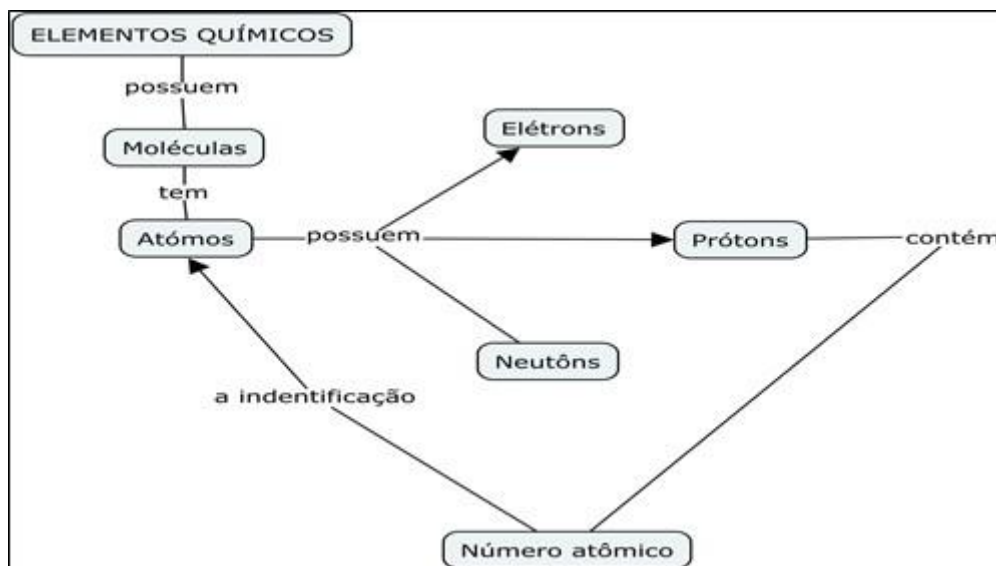 ELEMENTOS QUÍMICOS
possuem
Moléculas
tem
Atómos
possuem
Elétrons
Prótons
contém
Neutôns
a indentificação
Número atômico